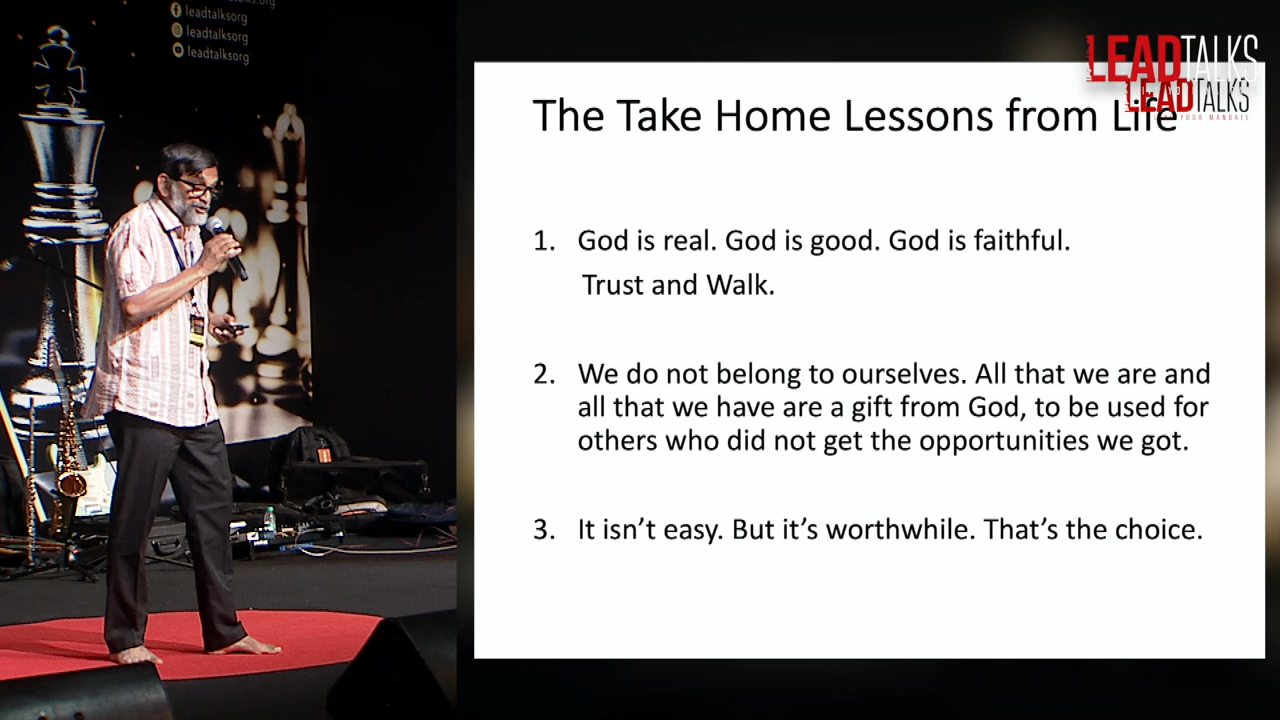 leadtalksorg
leadtalksorg
leadtalksorg
LEADTALKS
LEADTALKS
YOUR MANDATE
The Take Home Lessons from Life
1. God is real. God is good. God is faithful.
Trust and Walk.
2. We do not belong to ourselves. All that we are and
all that we have are a gift from God, to be used for
others who did not get the opportunities we got.
3. It isn’t easy. But it’s worthwhile. That’s the choice.